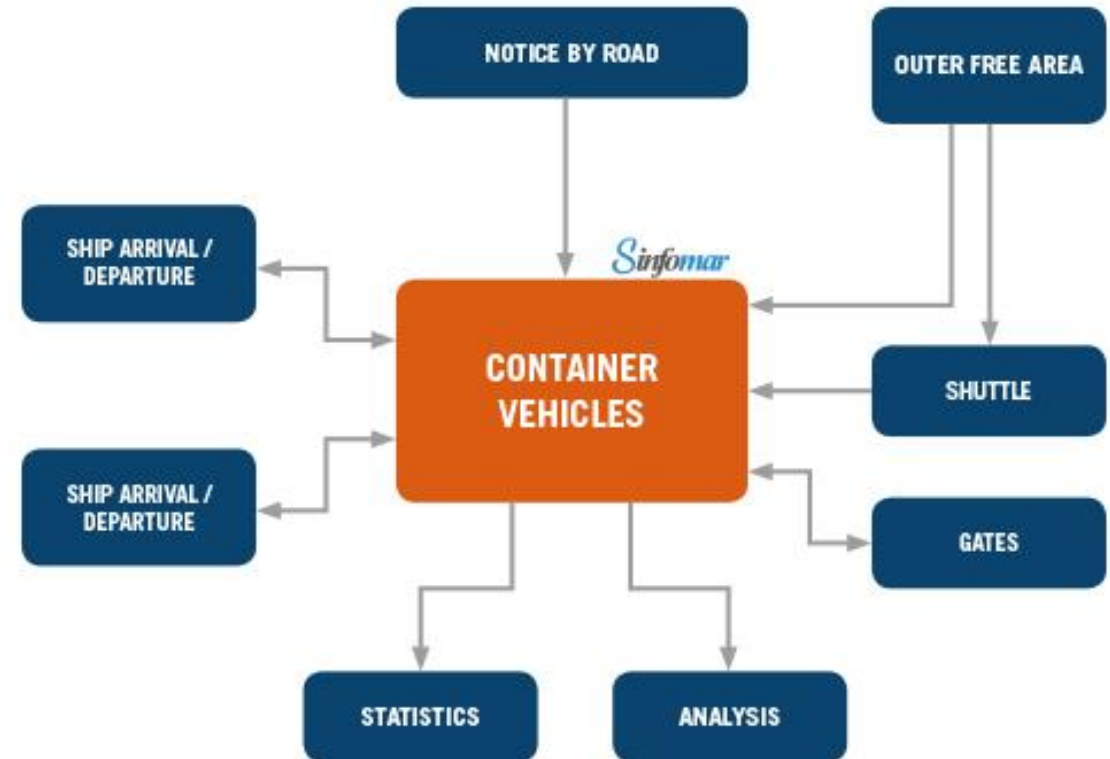 NOTICE BY ROAD
OUTER FREE AREA
SHIP ARRIVAL /
DEPARTURE
Sinfomar
CONTAINER
VEHICLES
SHUTTLE
SHIP ARRIVAL /
DEPARTURE
GATES
STATISTICS
ANALYSIS